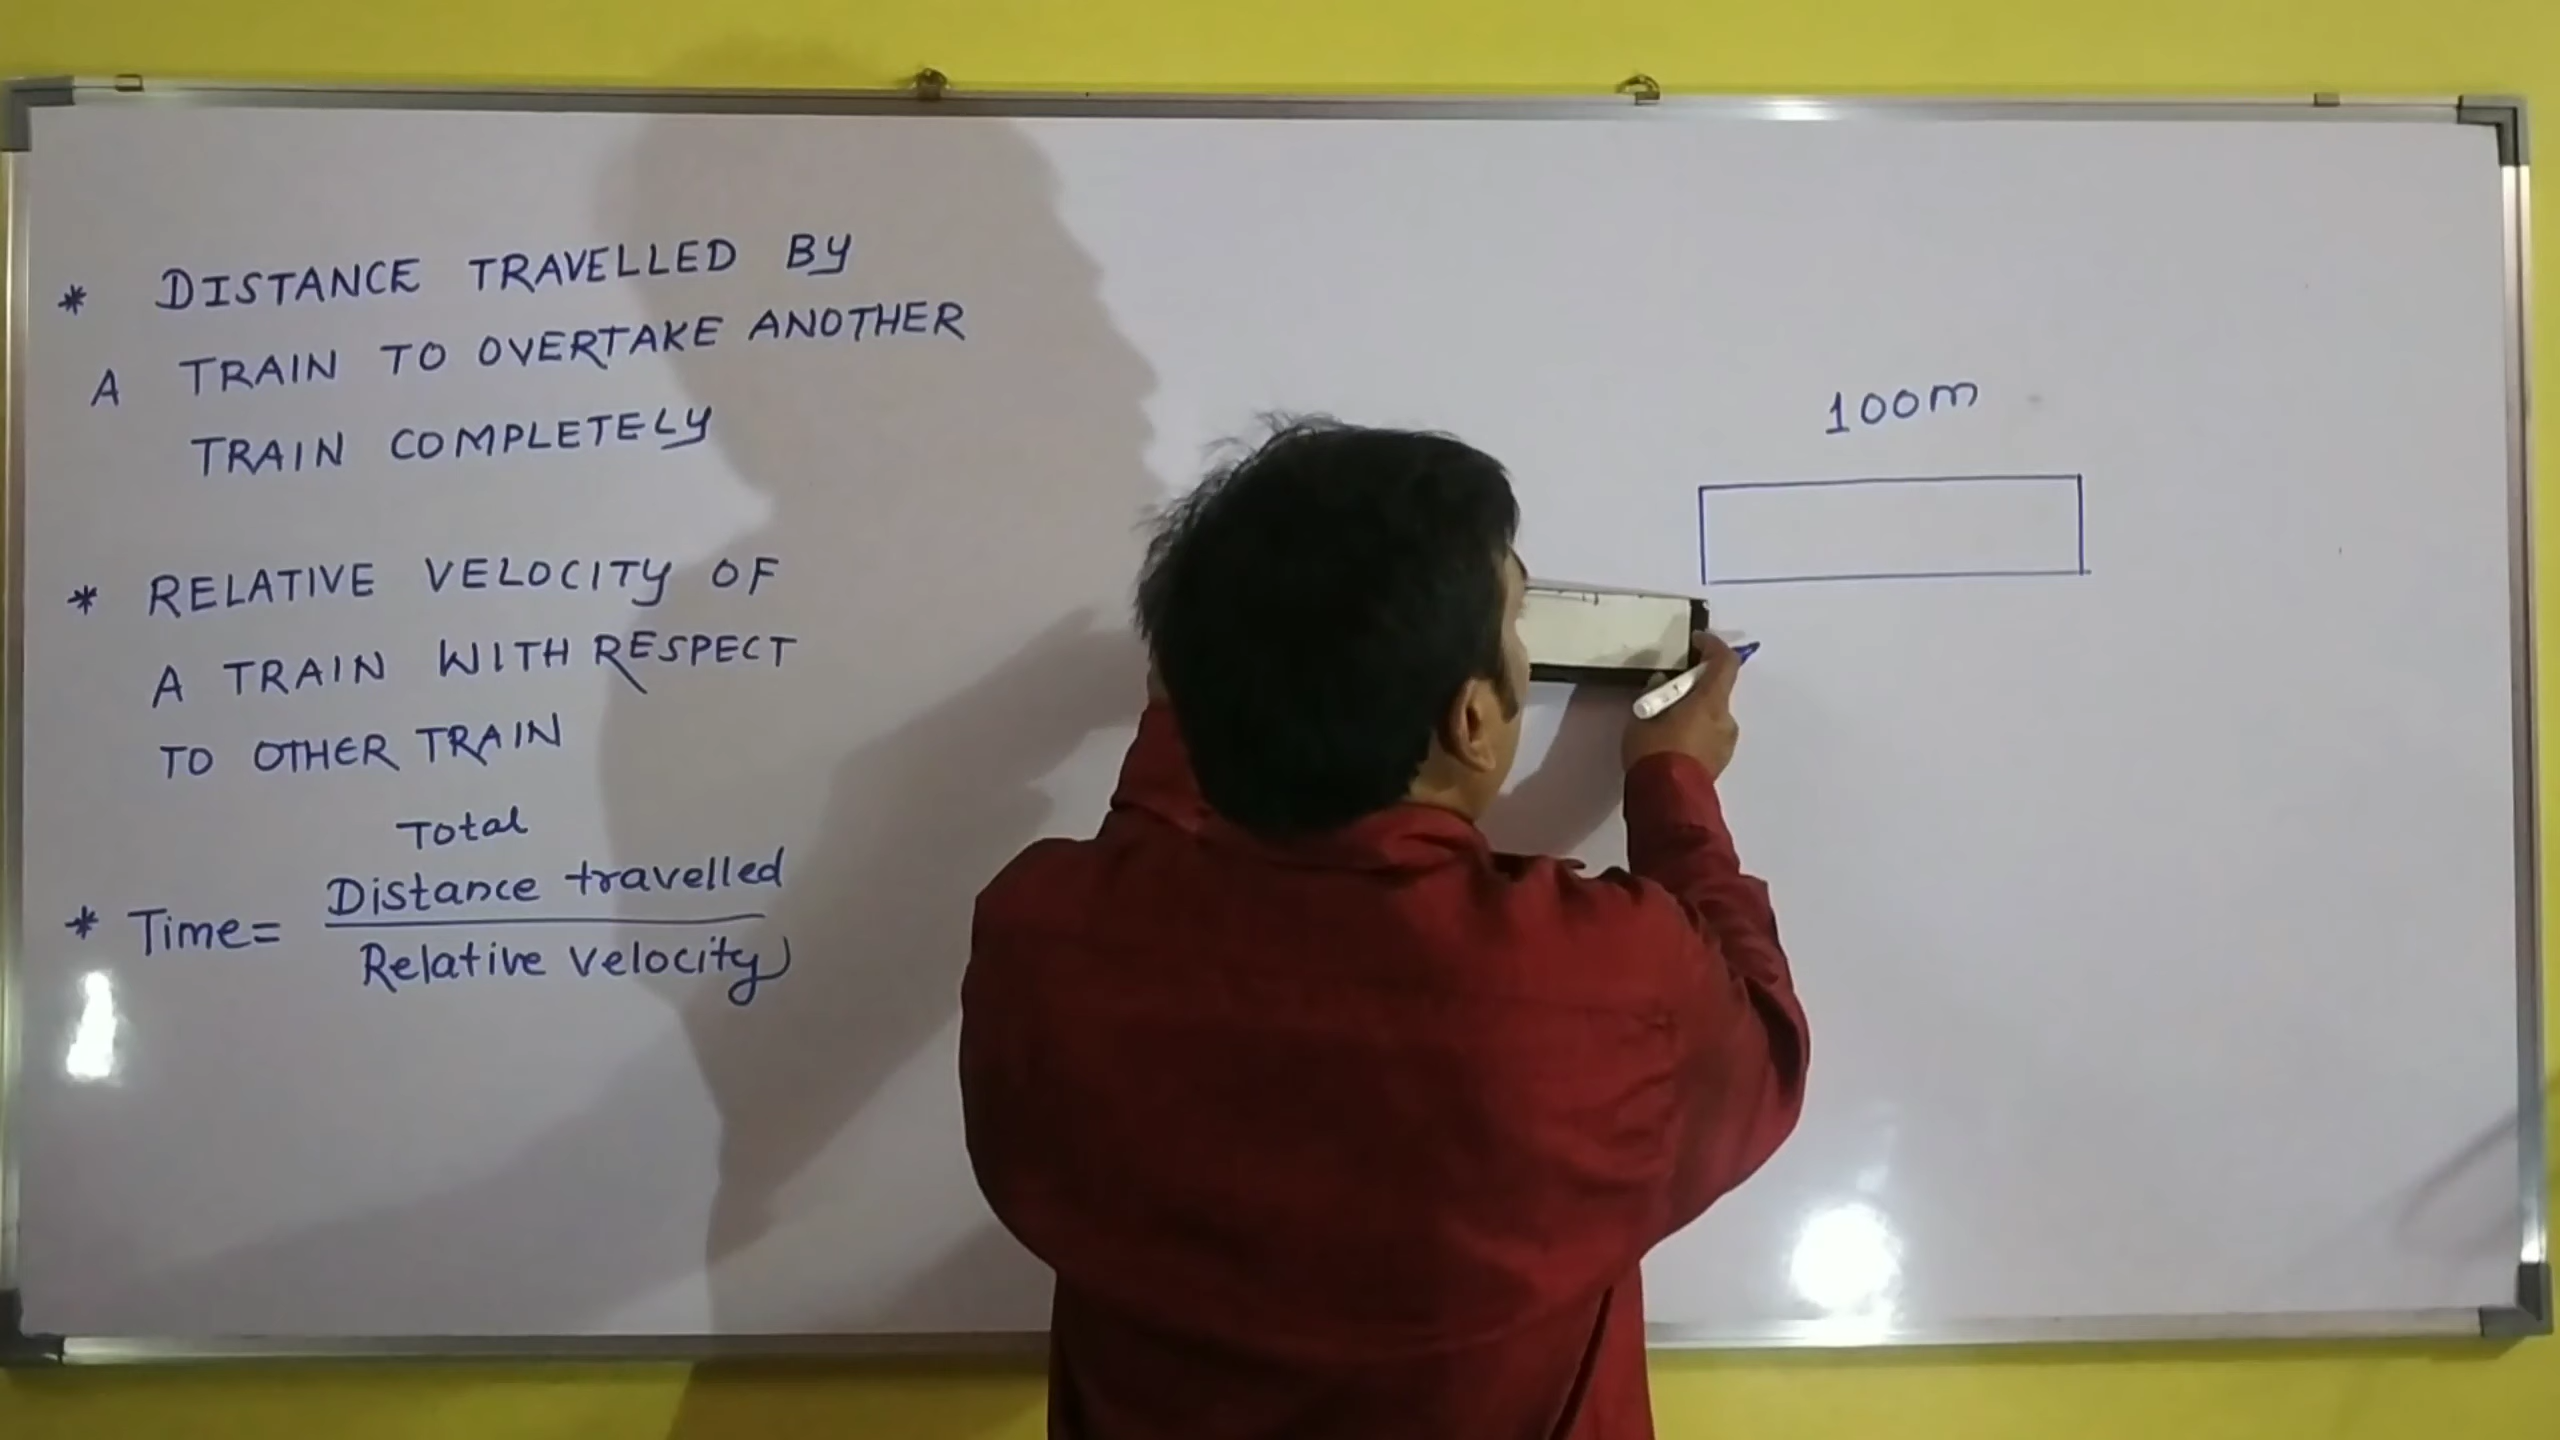 * DISTANCE TRAVELLED BY
A TRAIN TO OVERTAKE ANOTHER
TRAIN COMPLETELY
* RELATIVE VELOCITY OF
A TRAIN WITH RESPECT
TO OTHER TRAIN
Total
* Time= Distance travelled
Relative velocity
100m